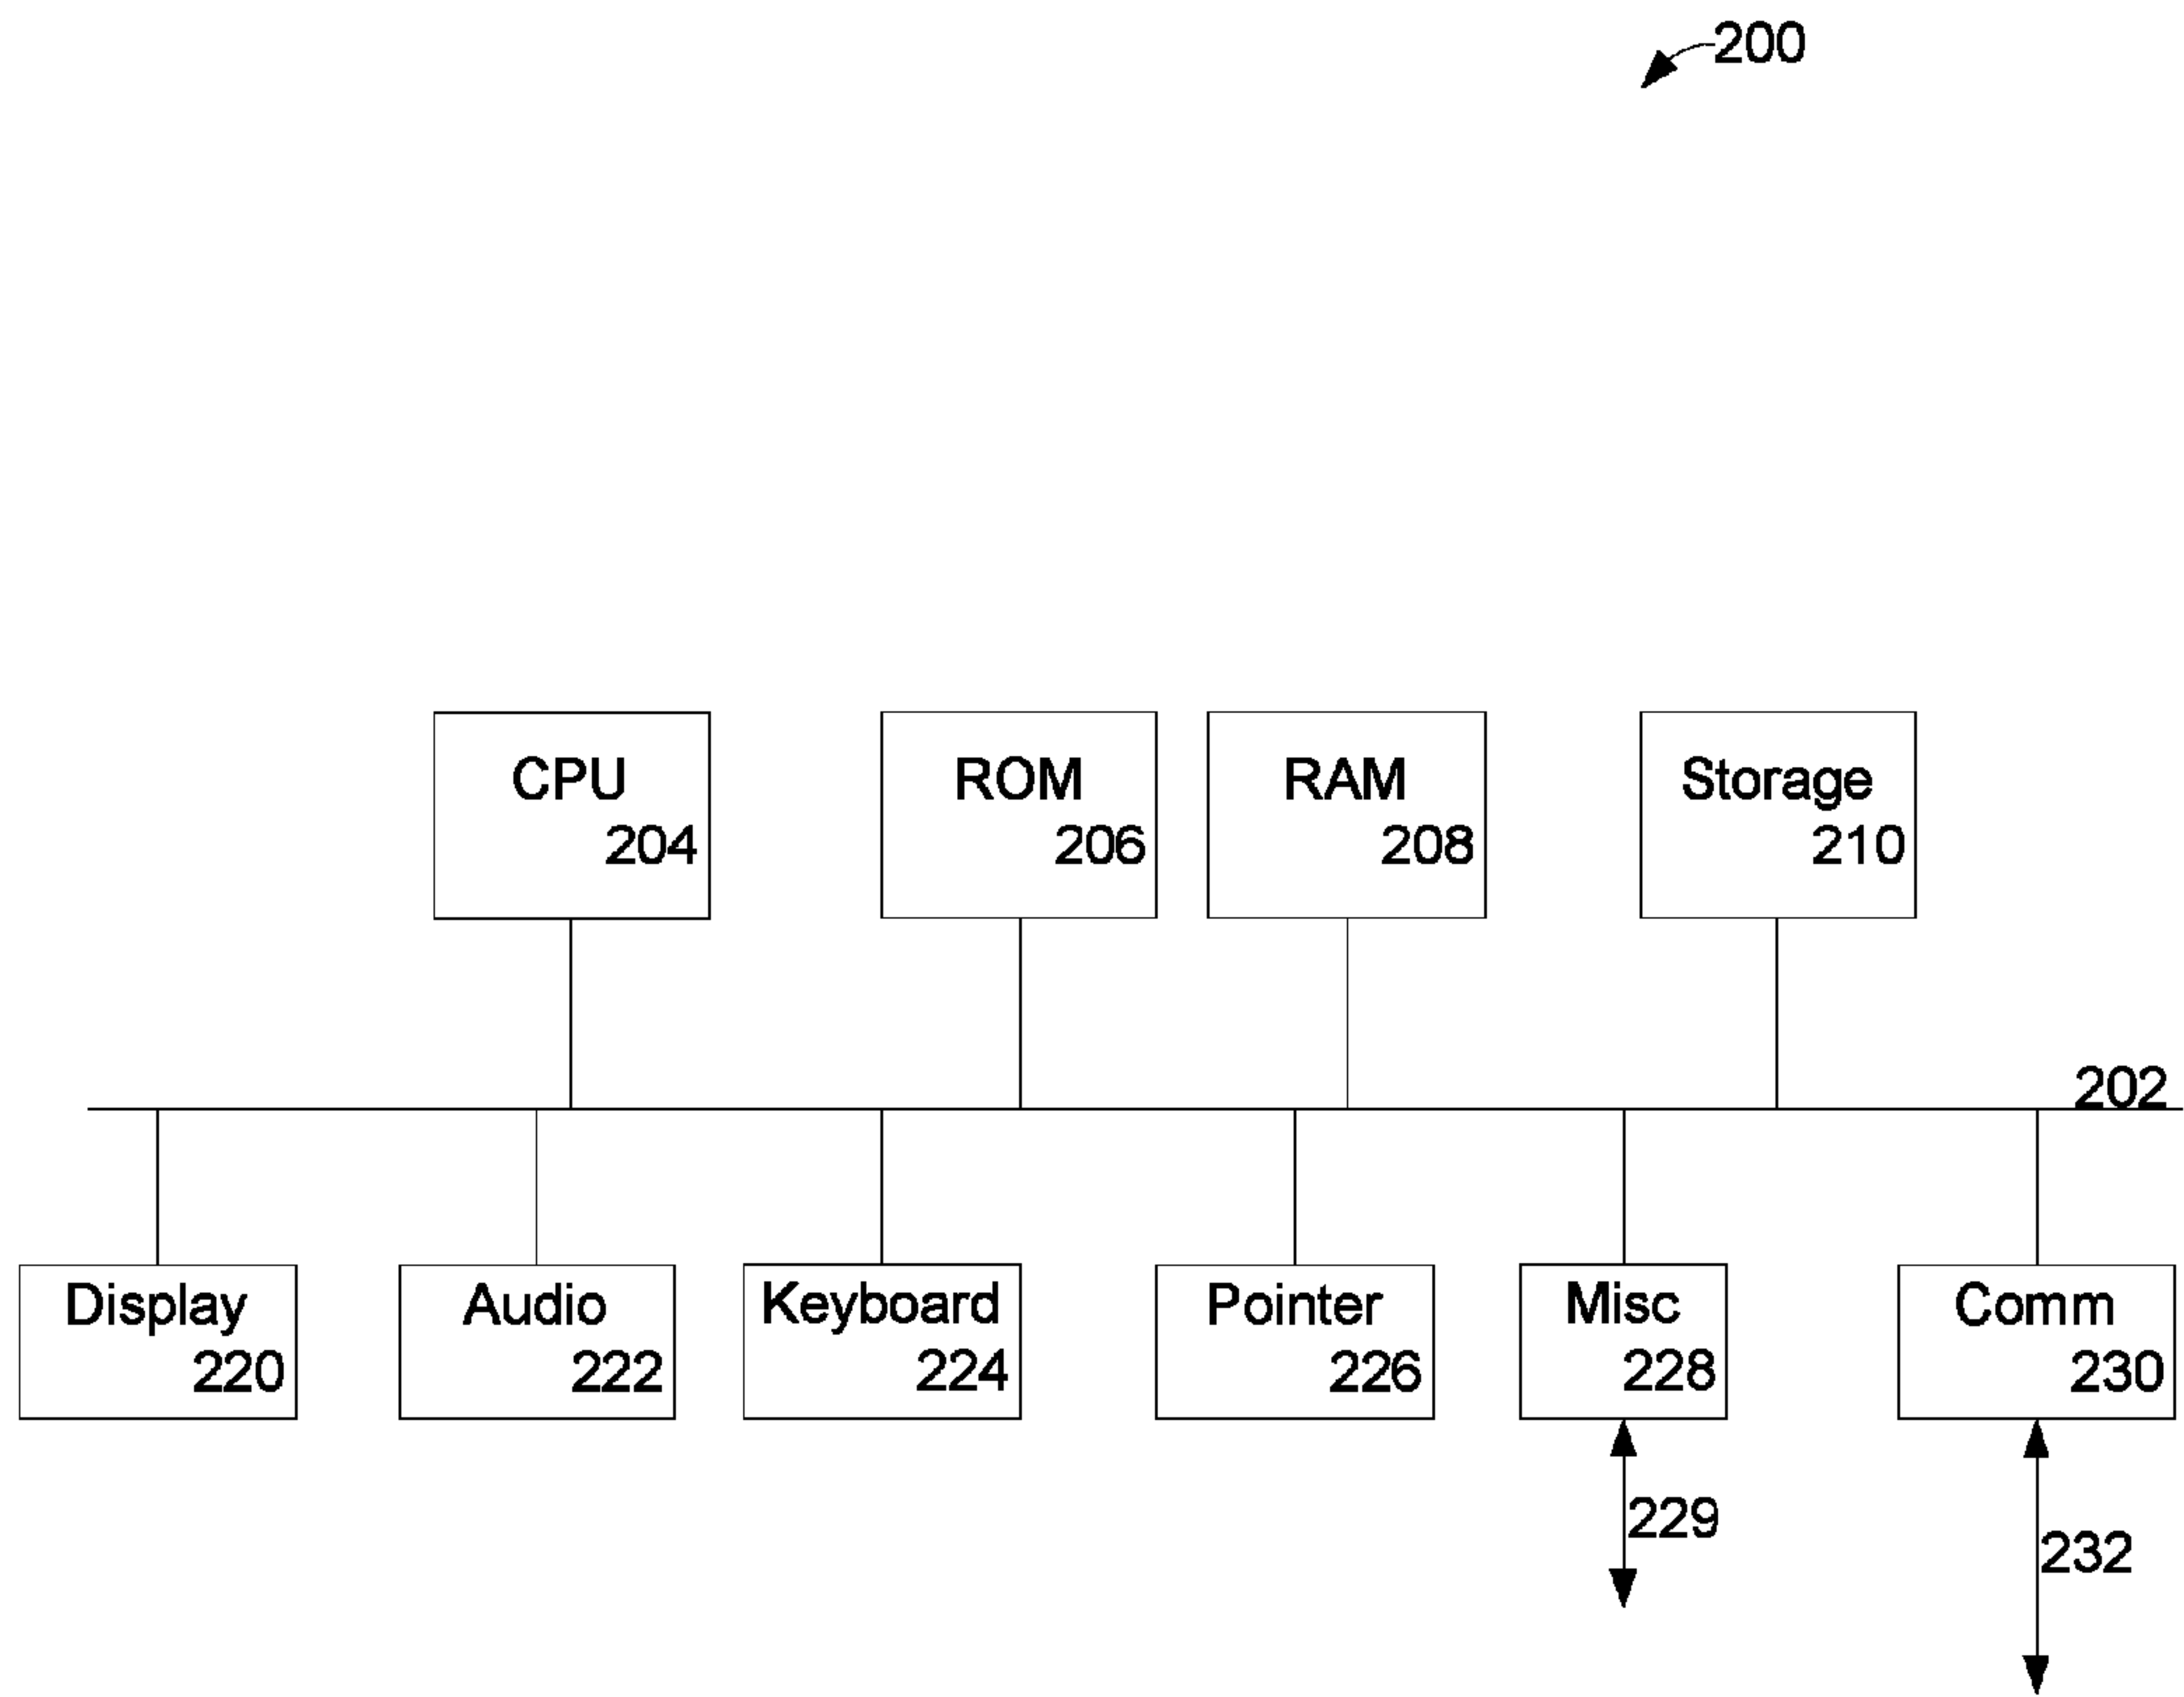 200
CPU
204
ROM
206
RAM
208
Storage
210
202
Display
220
Audio
222
Keyboard
224
Pointer
226
Misc
228
Comm
230
229
232